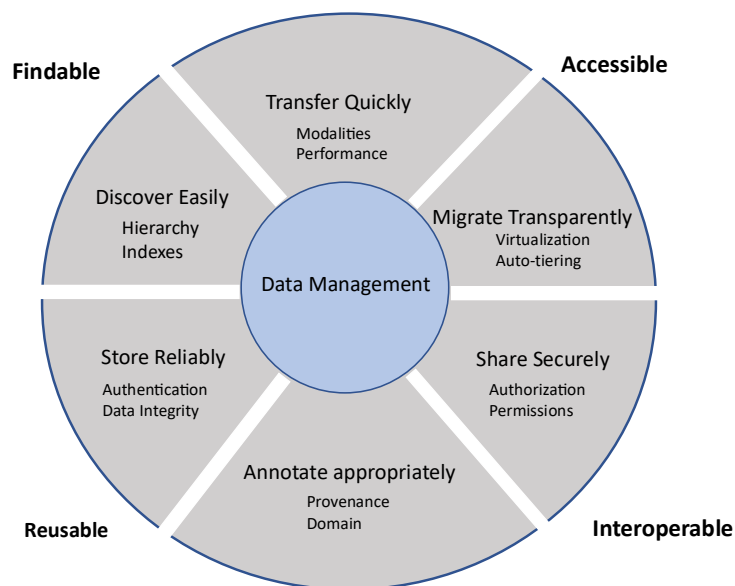 Findable
Accessible
Transfer Quickly
Modalities
Performance
Discover Easily
Hierarchy
Indexes
Migrate Transparently
Virtualization
Auto-tiering
Data Management
Store Reliably
Authentication
Data Integrity
Share Securely
Authorization
Permissions
Annotate appropriately
Provenance
Domain
Reusable
Interoperable